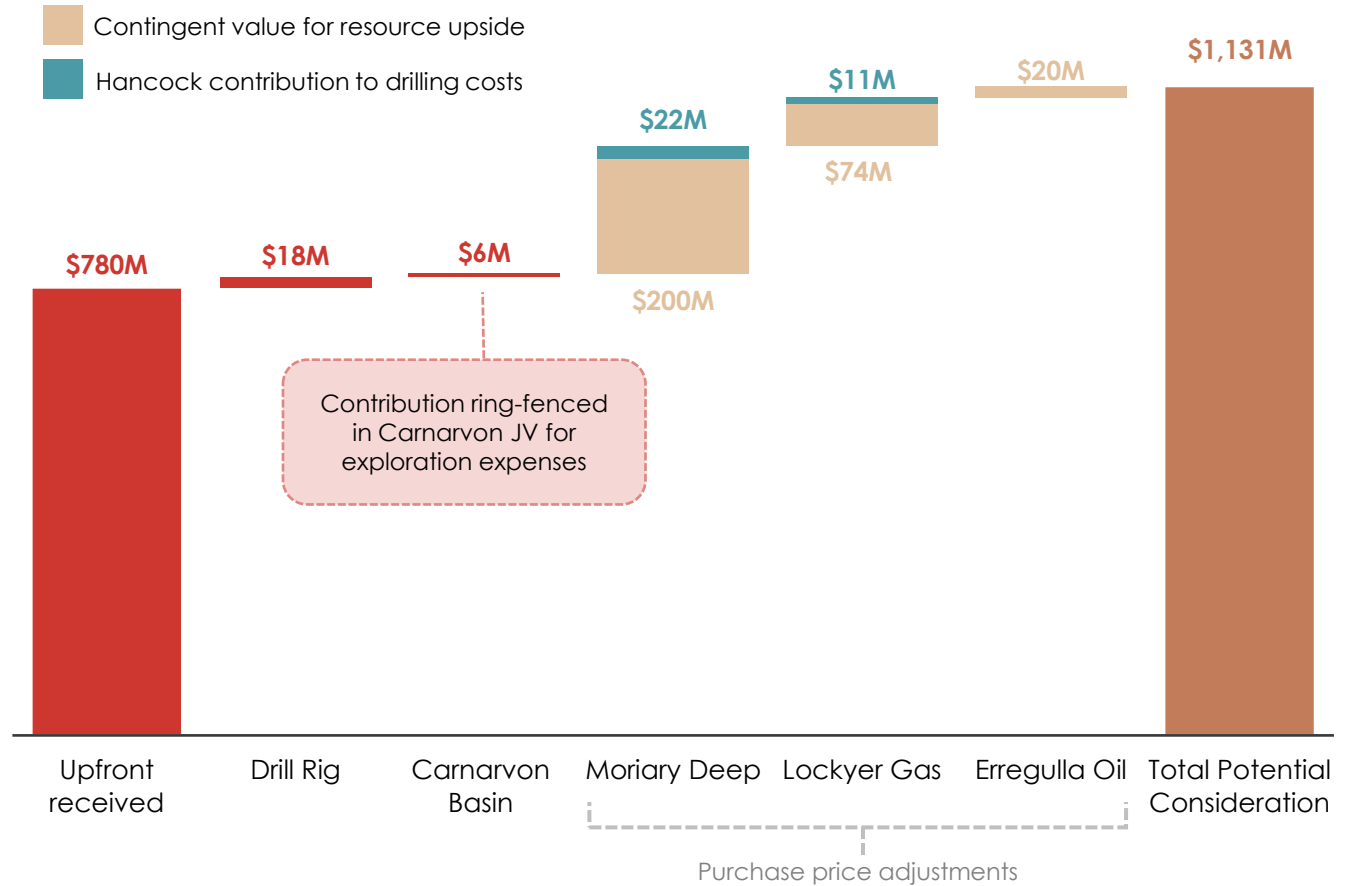 Contingent value for resource upside
Hancock contribution to drilling costs
$780M
$18M
$6M
$22M
$200M
$11M
$74M
$20M
$1,131M
Contribution ring-fenced
in Carnarvon JV for
exploration expenses
Upfront
received
Drill Rig
Carnarvon
Basin
Moriary Deep
Lockyer Gas
Erregulla Oil
Total Potential
Consideration
Purchase price adjustments